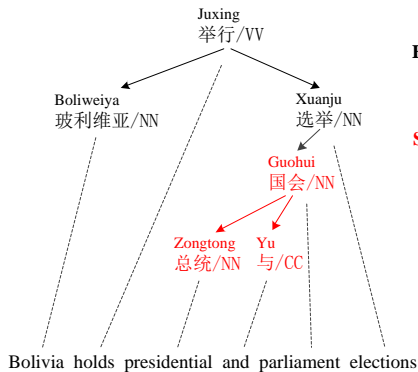 Juxing
举行/VV
Boliweiya
玻利维亚/NN
Xuanju
选举/NN
Guohui
国会/NN
Zongtong
总统/NN
Yu
与/CC
Bolivia holds presidential and parliament elections